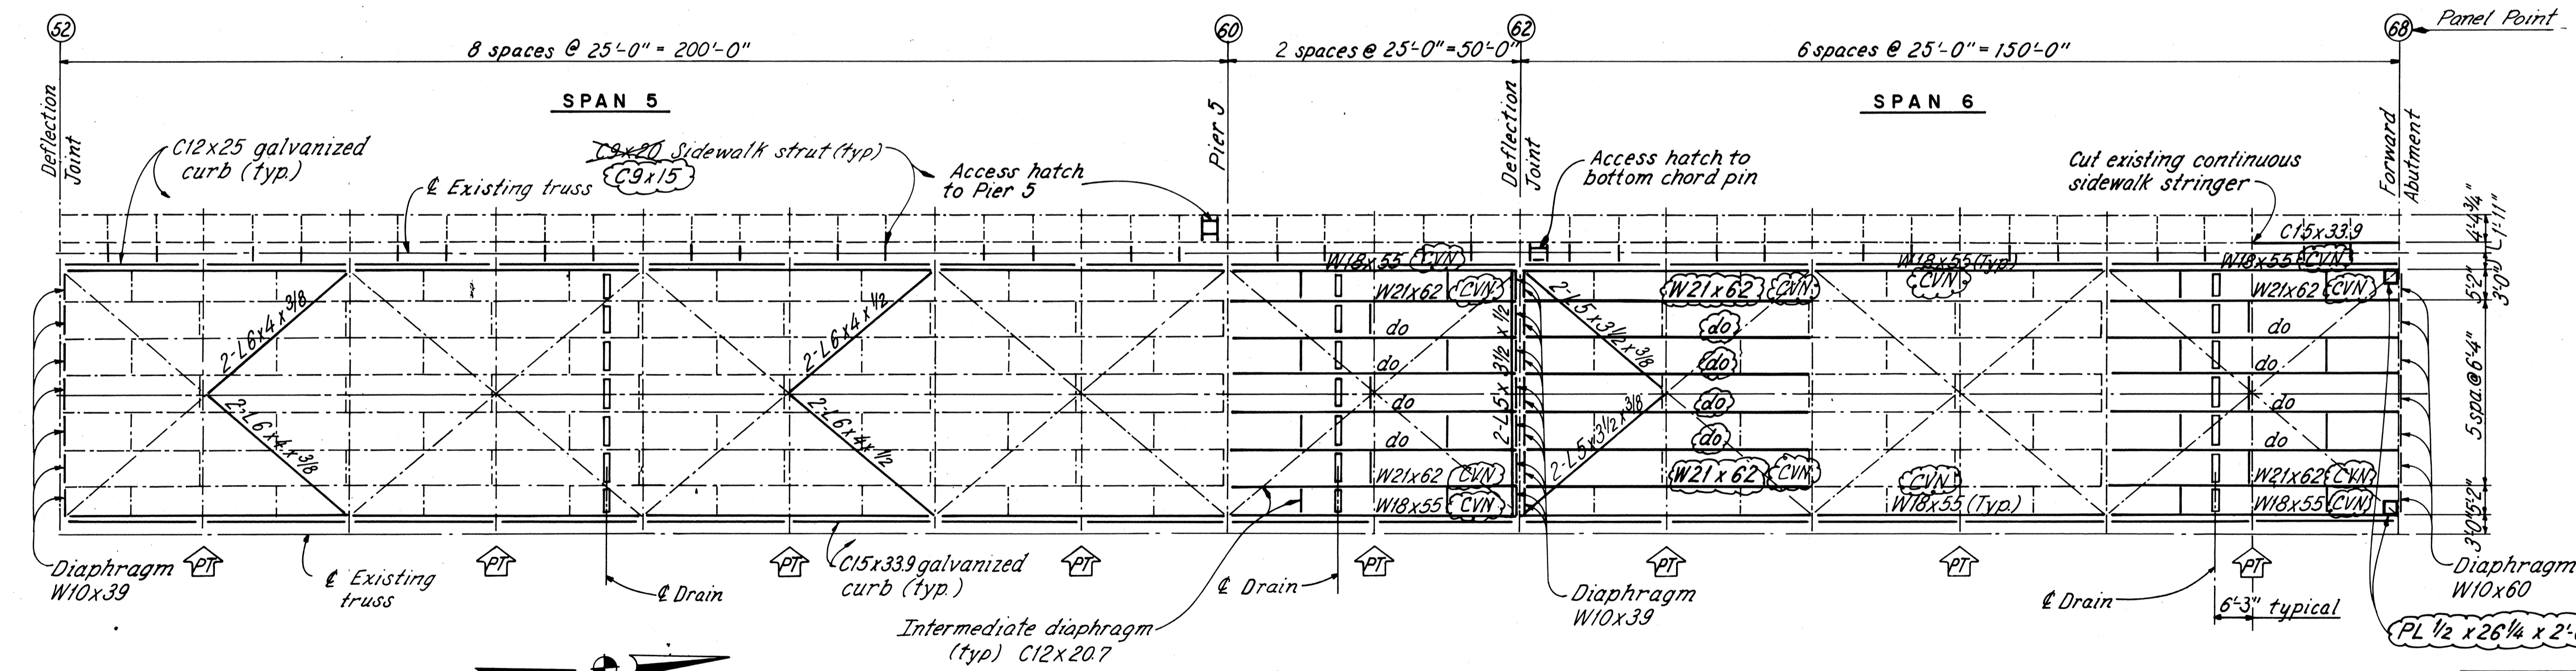 52
60
62
68
Panel Point
8 spaces @ 25'-0" = 200'-0"
2 spaces @ 25'-0"=50'-0"
6 spaces @ 25'-0" = 150'-0"
Deflection
Joint
SPAN 5
Pier 5
Deflection
Joint
SPAN 6
Forward
Abutment
C12x25 galvanized
curb (typ.)
C9x20 Sidewalk strut (typ)
C9x15
℄ Existing truss
Access hatch
to Pier 5
Access hatch to
bottom chord pin
Cut existing continuous
sidewalk stringer
C15x33.9
4'-4¾"
1'-11"
W18x55 CVN
W18x55 (Typ.)
CVN
W18x55 CVN
W21x62 CVN
W21x62 CVN
W21x62 CVN
5'-2"
3'-0"
do
do
do
do
do
do
do
do
do
do
do
do
2-L6x4x3/8
2-L6x4x3/8
2-L6x4x1/2
2-L6x4x1/2
2-L5x3½x½
2-L5x3½x3/8
2-L5x3½x3/8
5 spa.@6'-4"
W21x62 CVN
W21x62 CVN
CVN
W21x62 CVN
W18x55 CVN
W18x55 (Typ.)
W18x55 CVN
5'-2"
3'-0"
PT
PT
PT
PT
PT
PT
PT
PT
Diaphragm
W10x39
℄ Existing
truss
℄ Drain
C15x33.9 galvanized
curb (typ.)
Intermediate diaphragm
(typ) C12x20.7
℄ Drain
Diaphragm
W10x39
℄ Drain
6'-3" typical
Diaphragm
W10x60
PL ½ x 26¼ x 2'-